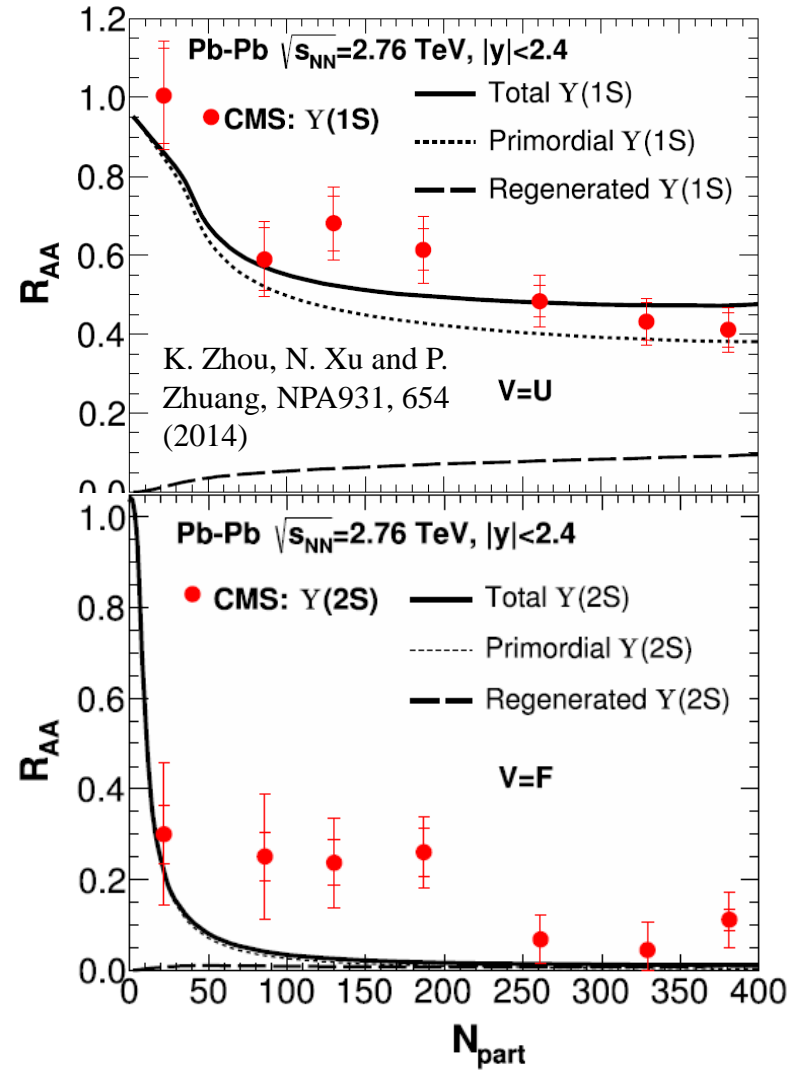 1.2
Pb-Pb √sNN=2.76 TeV, |y|<2.4
Total ϒ(1S)
1.0
CMS: ϒ(1S)
Primordial ϒ(1S)
0.8
Regenerated ϒ(1S)
0.6
RAA
0.4
K. Zhou, N. Xu and P.
Zhuang, NPA931, 654
(2014)
V=U
0.2
0.0
1.0
Pb-Pb √sNN=2.76 TeV, |y|<2.4
CMS: ϒ(2S)
Total ϒ(2S)
0.8
Primordial ϒ(2S)
0.6
Regenerated ϒ(2S)
RAA
V=F
0.4
0.2
0.0
0 50 100 150 200 250 300 350 400
Npart